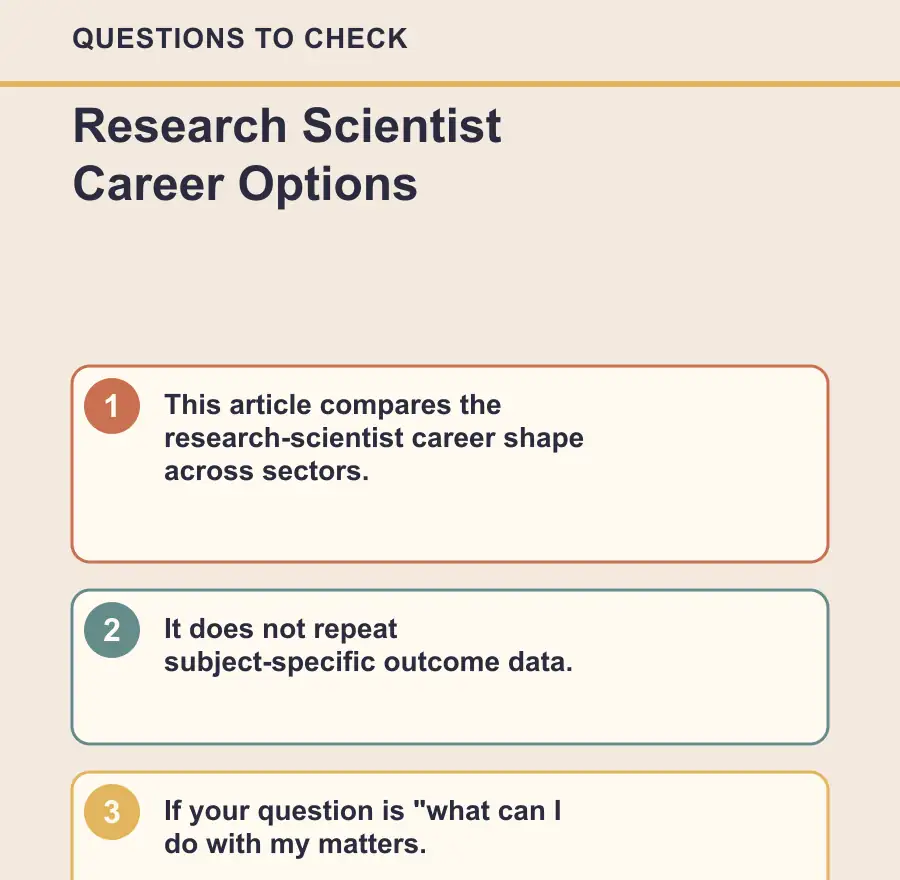 QUESTIONS TO CHECK
Research Scientist
Career Options
1
This article compares the
research-scientist career shape
across sectors.
2
It does not repeat
subject-specific outcome data.
3
If your question is "what can I
do with my matters.